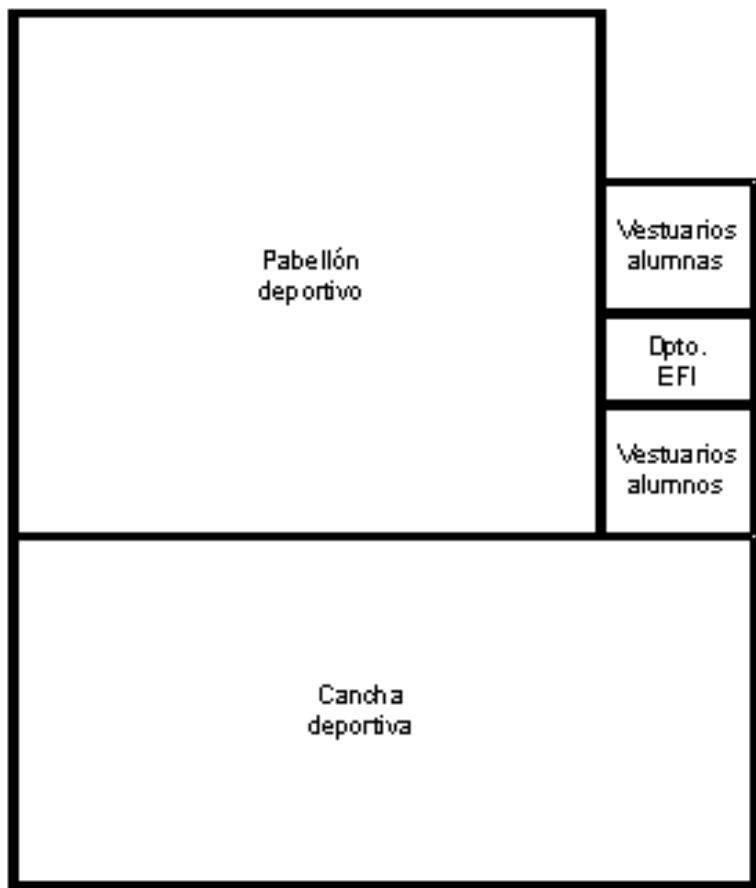 Pabellón
deportivo
Vestuarios
alumnas
Dpto.
EFI
Vestuarios
alumnos
Cancha
deportiva